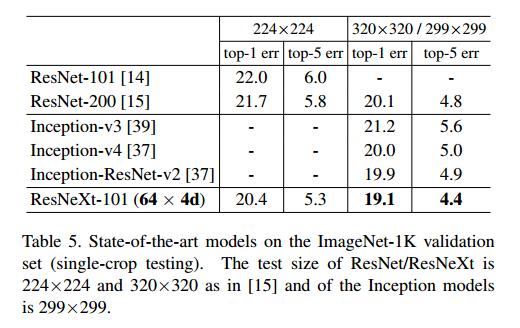 224×224 320×320 / 299×299
top-1 err top-5 err top-1 err top-5 err
ResNet-101 [14] 22.0 6.0 - -
ResNet-200 [15] 21.7 5.8 20.1 4.8
Inception-v3 [39] - - 21.2 5.6
Inception-v4 [37] - - 20.0 5.0
Inception-ResNet-v2 [37] - - 19.9 4.9
ResNeXt-101 (64 × 4d) 20.4 5.3 19.1 4.4
Table 5. State-of-the-art models on the ImageNet-1K validation
set (single-crop testing). The test size of ResNet/ResNeXt is
224×224 and 320×320 as in [15] and of the Inception models
is 299×299.